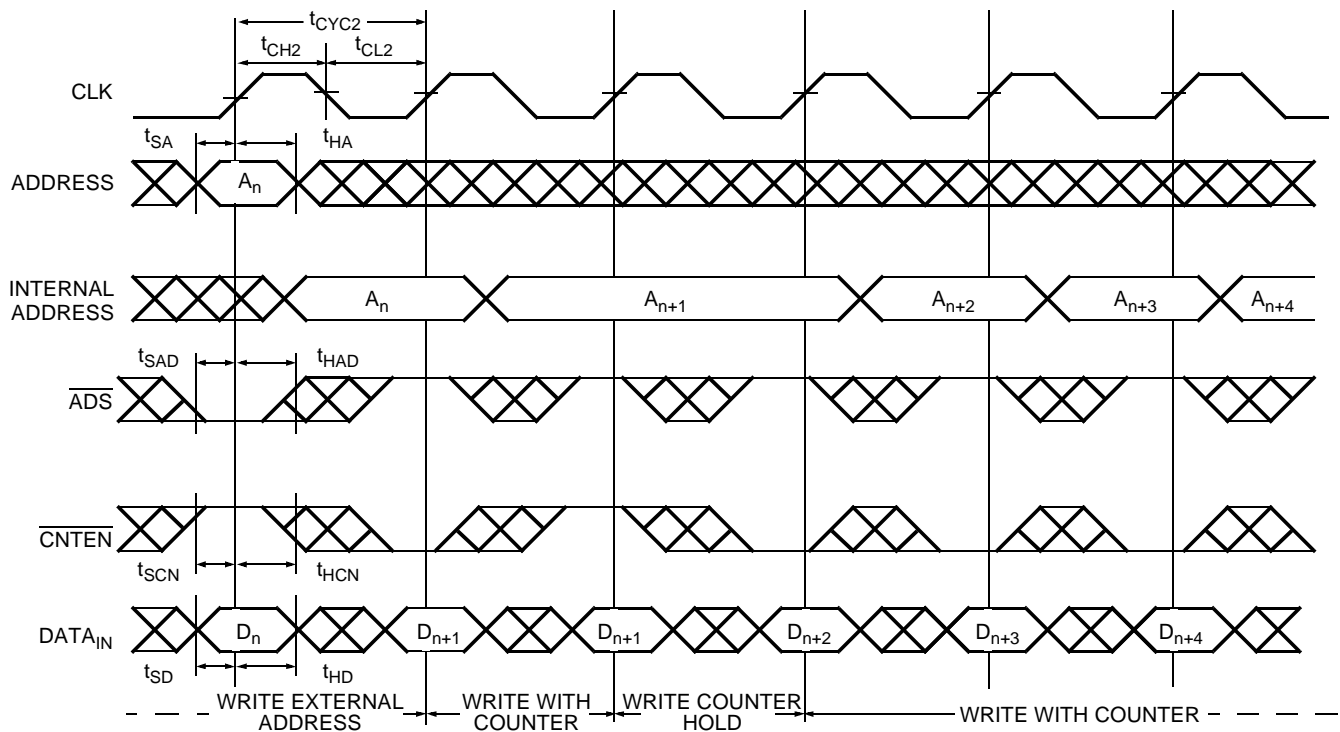 tCYC2
tCH2 tCL2
CLK
tSA tHA
ADDRESS An
INTERNAL
ADDRESS An An+1 An+2 An+3 An+4
tSAD tHAD
ADS
CNTEN
tSCN tHCN
DATAIN Dn Dn+1 Dn+1 Dn+2 Dn+3 Dn+4
tSD tHD
WRITE EXTERNAL
ADDRESS
WRITE WITH
COUNTER
WRITE COUNTER
HOLD
WRITE WITH COUNTER